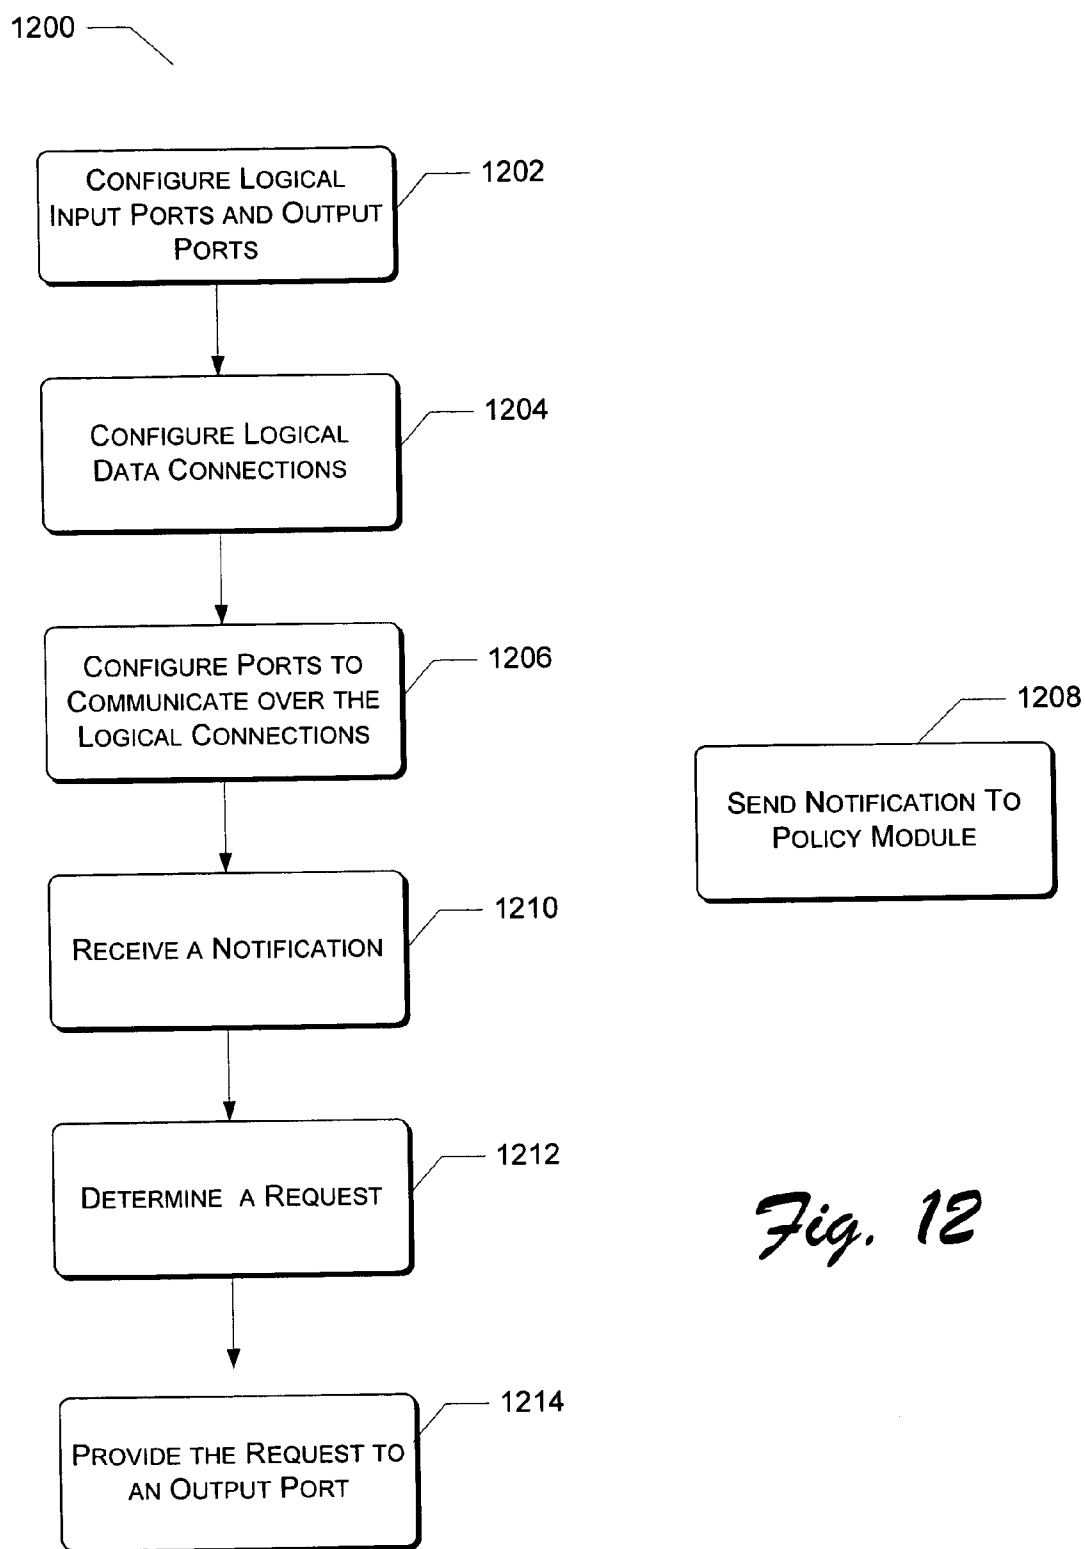 1200
CONFIGURE LOGICAL
INPUT PORTS AND OUTPUT
PORTS
1202
CONFIGURE LOGICAL
DATA CONNECTIONS
1204
CONFIGURE PORTS TO
COMMUNICATE OVER THE
LOGICAL CONNECTIONS
1206
1208
SEND NOTIFICATION TO
POLICY MODULE
RECEIVE A NOTIFICATION
1210
DETERMINE A REQUEST
1212
Fig. 12
PROVIDE THE REQUEST TO
AN OUTPUT PORT
1214